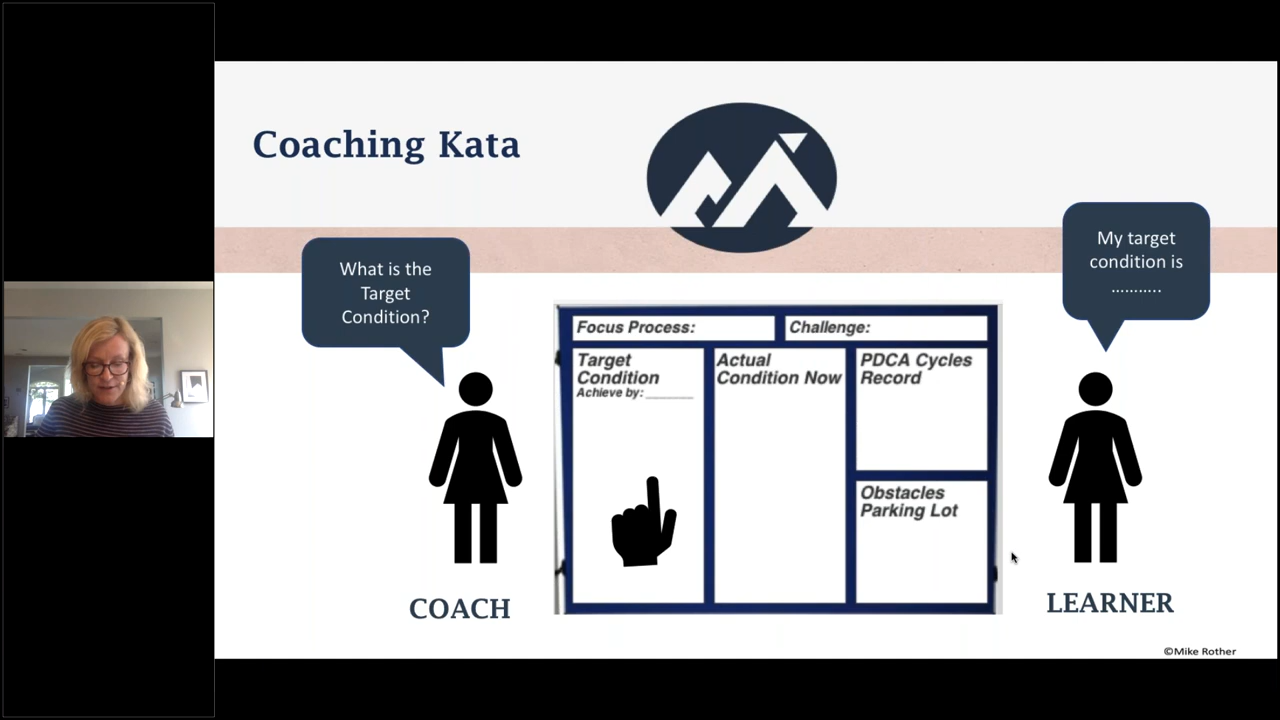 Coaching Kata
What is the
Target
Condition?
My target
condition is
...........
Focus Process:
Challenge:
Target
Condition
Achieve by: _______
Actual
Condition Now
PDCA Cycles
Record
Obstacles
Parking Lot
COACH
LEARNER
©Mike Rother